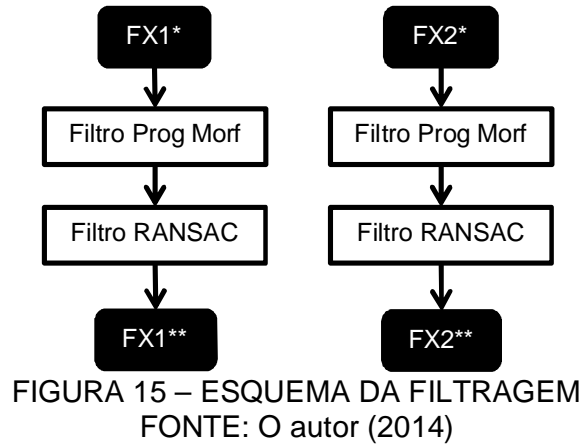 FX1* FX2*
Filtro Prog Morf Filtro Prog Morf
Filtro RANSAC Filtro RANSAC
FX1** FX2**
FIGURA 15 – ESQUEMA DA FILTRAGEM
FONTE: O autor (2014)